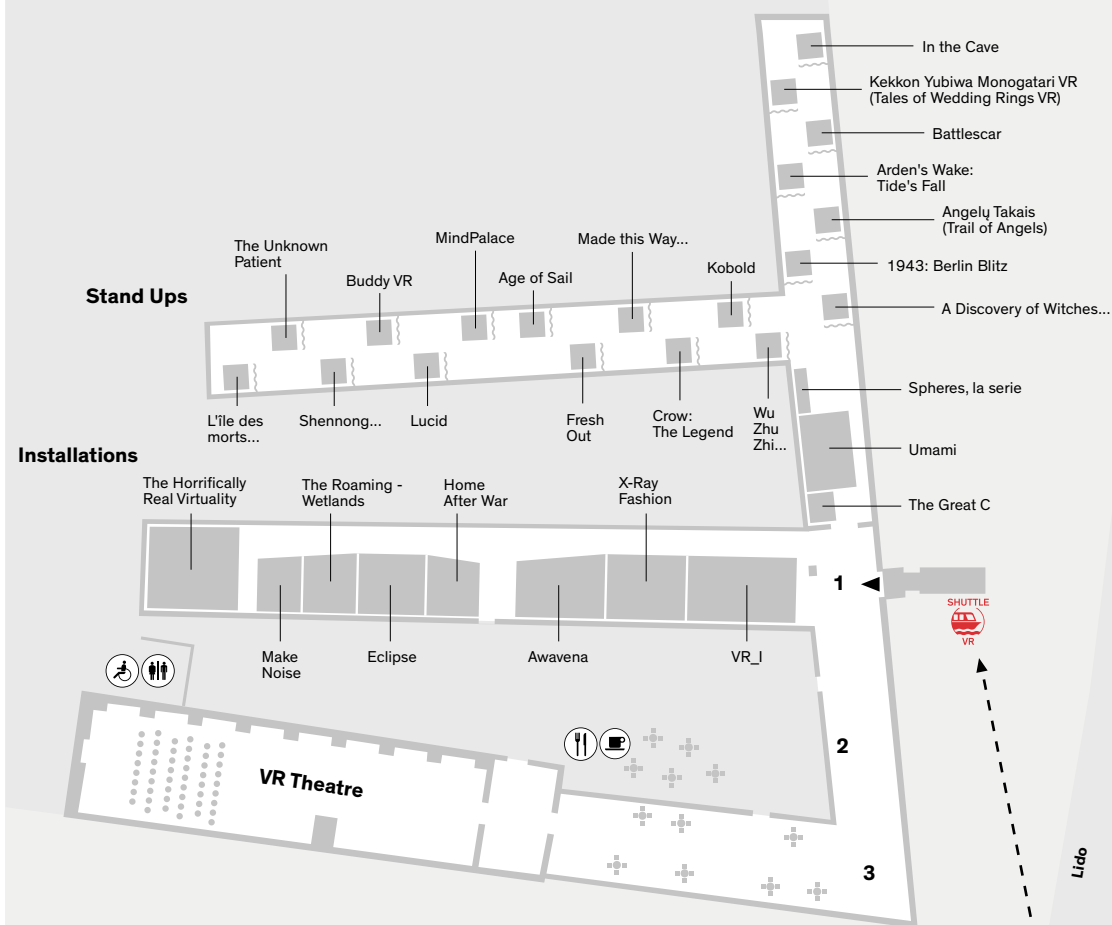 In the Cave
Kekkon Yubiwa Monogatari VR
(Tales of Wedding Rings VR)
Battlescar
Arden's Wake:
Tide's Fall
Angelų Takais
(Trail of Angels)
1943: Berlin Blitz
A Discovery of Witches...
Stand Ups
The Unknown
Patient
Buddy VR
MindPalace
Age of Sail
Made this Way...
Kobold
L'île des
morts...
Shennong...
Lucid
Fresh
Out
Crow:
The Legend
Wu
Zhu
Zhi...
Spheres, la serie
Umami
The Great C
Installations
The Horrifically
Real Virtuality
The Roaming -
Wetlands
Home
After War
X-Ray
Fashion
Make
Noise
Eclipse
Awavena
VR_I
1
SHUTTLE
VR
2
VR Theatre
3
Lido